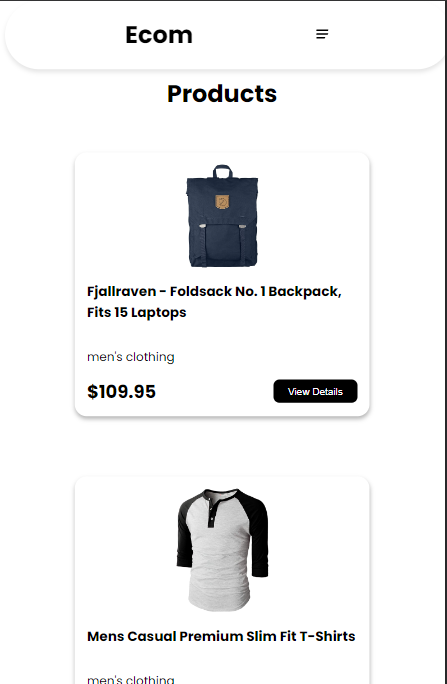 Ecom
Products
Fjallraven - Foldsack No. 1 Backpack,
Fits 15 Laptops
men's clothing
$109.95
View Details
Mens Casual Premium Slim Fit T-Shirts
men's clothing